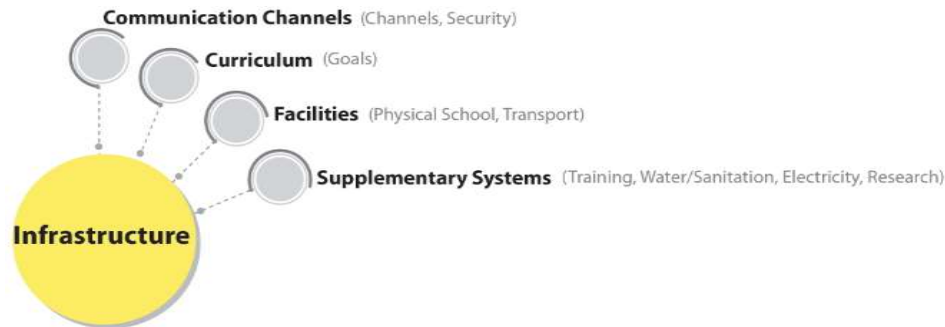 Communication Channels (Channels, Security)
Curriculum (Goals)
Facilities (Physical School, Transport)
Supplementary Systems (Training, Water/Sanitation, Electricity, Research)
Infrastructure